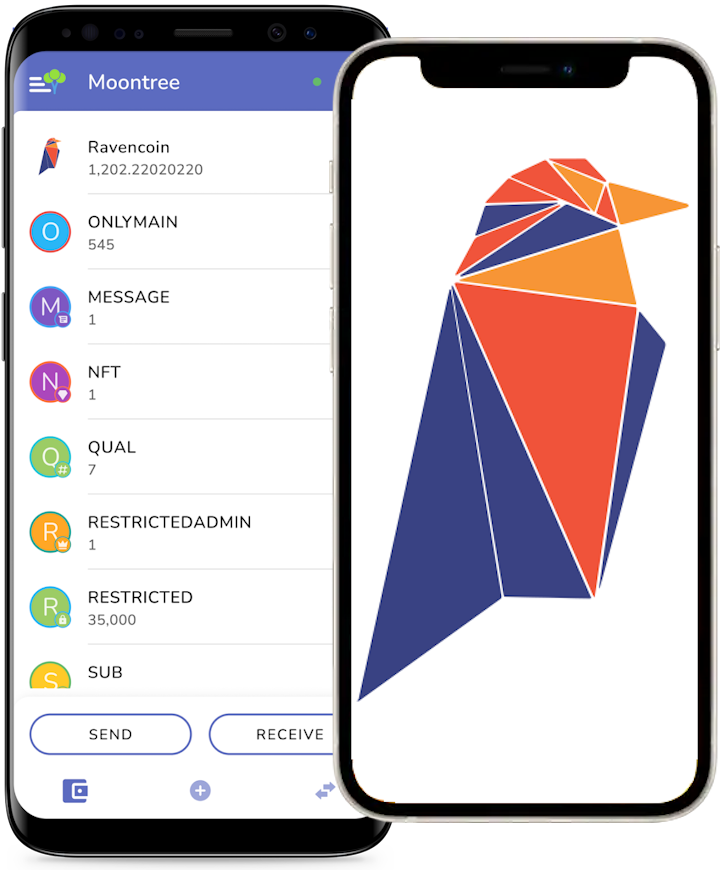 Moontree
Ravencoin
1,202.22020220
O
ONLYMAIN
545
M
MESSAGE
1
N
NFT
1
Q
#
QUAL
7
R
RESTRICTEDADMIN
1
R
RESTRICTED
35,000
S
SUB
SEND
RECEIVE